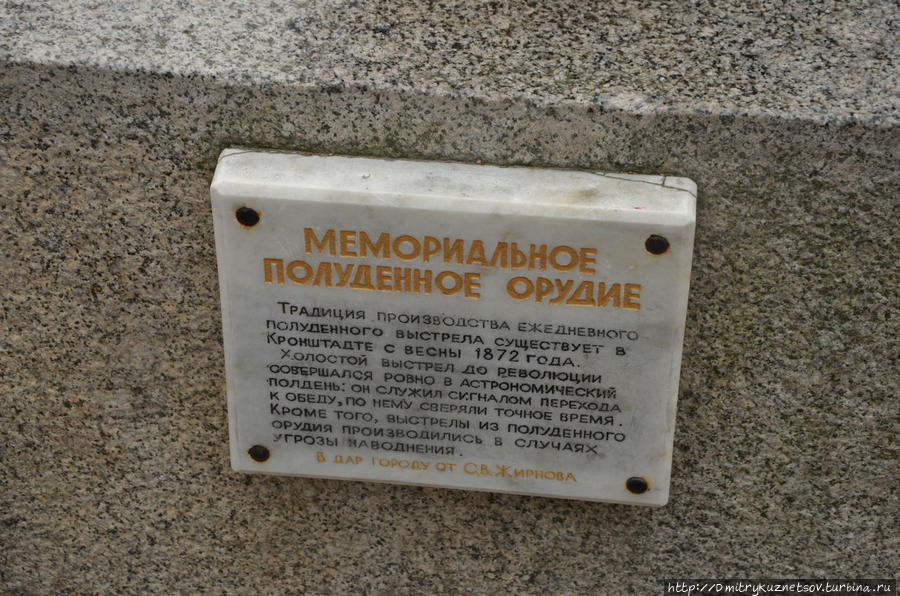 МЕМОРИАЛЬНОЕ
ПОЛУДЕННОЕ ОРУДИЕ
ТРАДИЦИЯ ПРОИЗВОДСТВА ЕЖЕДНЕВНОГО
ПОЛУДЕННОГО ВЫСТРЕЛА СУЩЕСТВУЕТ В
КРОНШТАДТЕ С ВЕСНЫ 1872 ГОДА.
ХОЛОСТОЙ ВЫСТРЕЛ ДО РЕВОЛЮЦИИ
СОВЕРШАЛСЯ РОВНО В АСТРОНОМИЧЕСКИЙ
ПОЛДЕНЬ: ОН СЛУЖИЛ СИГНАЛОМ ПЕРЕХОДА
К ОБЕДУ, ПО НЕМУ СВЕРЯЛИ ТОЧНОЕ ВРЕМЯ.
КРОМЕ ТОГО, ВЫСТРЕЛЫ ИЗ ПОЛУДЕННОГО
ОРУДИЯ ПРОИЗВОДИЛИСЬ В СЛУЧАЯХ
УГРОЗЫ НАВОДНЕНИЯ.
В ДАР ГОРОДУ ОТ С.В. ЖИРНОВА
http://Dmitrykuznetsov.turbina.ru